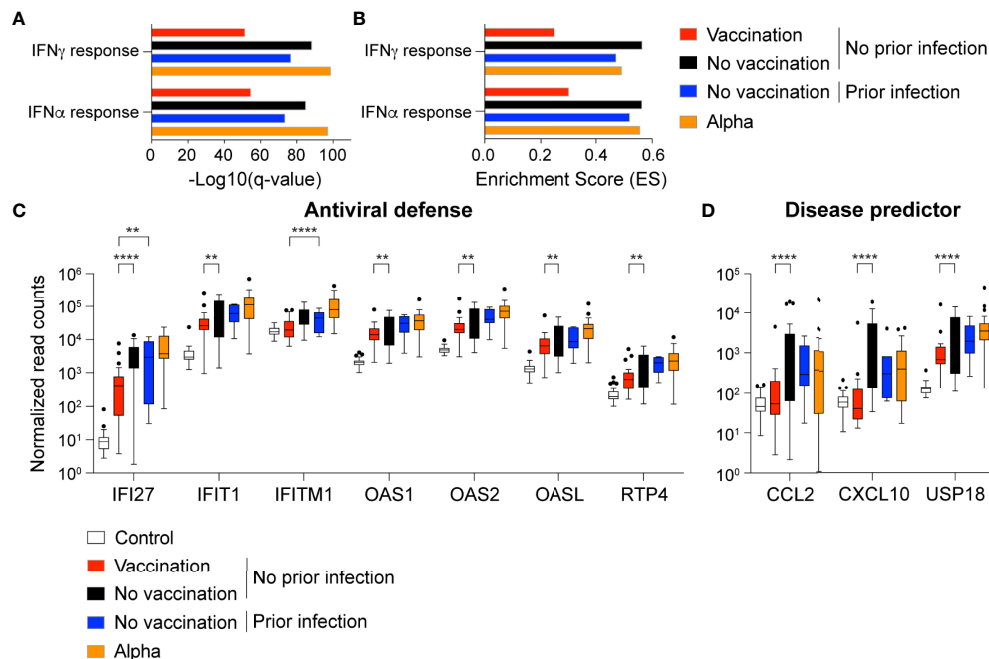 A
IFNγ response
IFNα response
0 20 40 60 80 100
-Log10(q-value)
B
IFNγ response
IFNα response
0.0 0.2 0.4 0.6
Enrichment Score (ES)
Vaccination
No vaccination
No prior infection
No vaccination
Prior infection
Alpha
C
Antiviral defense
Normalized read counts
10⁶
10⁵
10⁴
10³
10²
10¹
10⁰
**
****
**
****
**
**
**
**
IFI27 IFIT1 IFITM1 OAS1 OAS2 OASL RTP4
D
Disease predictor
10⁵
10⁴
10³
10²
10¹
10⁰
**** **** ****
CCL2 CXCL10 USP18
Control
Vaccination
No vaccination
No prior infection
No vaccination
Prior infection
Alpha